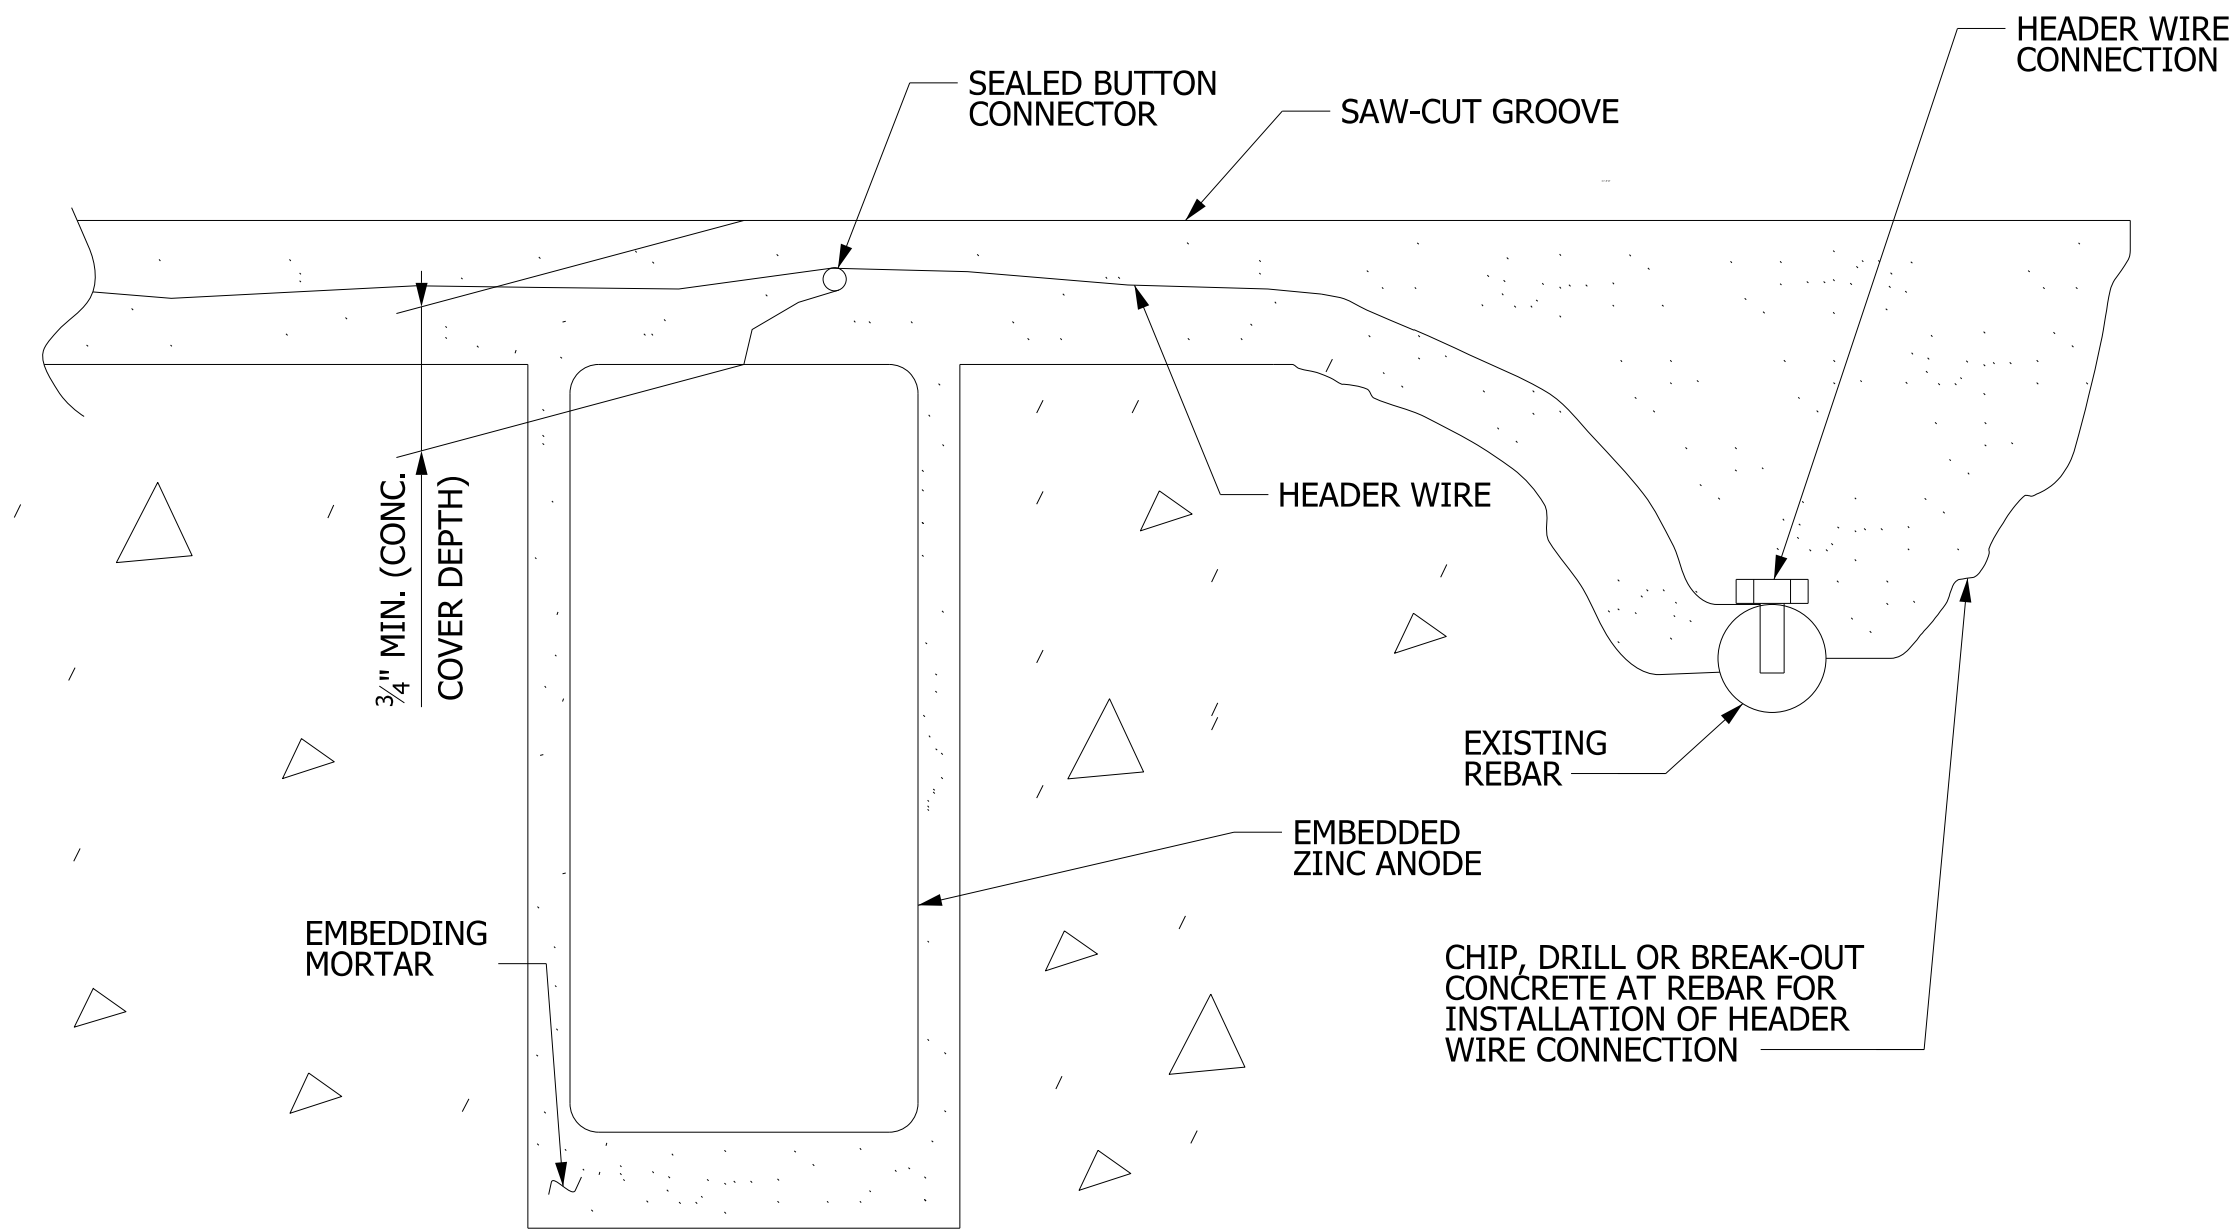 HEADER WIRE
CONNECTION
SEALED BUTTON
CONNECTOR
SAW-CUT GROOVE
¾" MIN. (CONC.
COVER DEPTH)
HEADER WIRE
EXISTING
REBAR
EMBEDDED
ZINC ANODE
EMBEDDING
MORTAR
CHIP, DRILL OR BREAK-OUT
CONCRETE AT REBAR FOR
INSTALLATION OF HEADER
WIRE CONNECTION